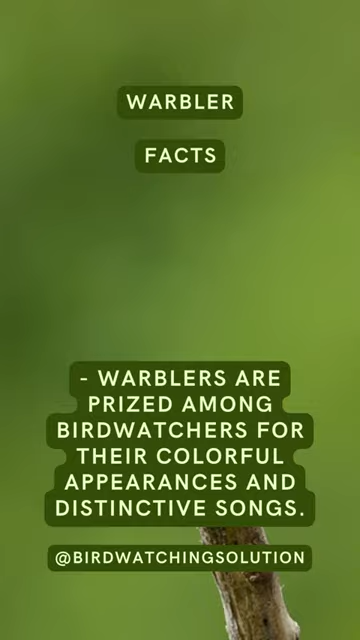 WARBLER
FACTS
- WARBLERS ARE
PRIZED AMONG
BIRDWATCHERS FOR
THEIR COLORFUL
APPEARANCES AND
DISTINCTIVE SONGS.
@BIRDWATCHINGSOLUTION